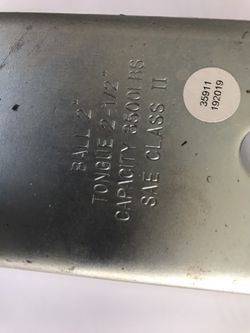 BALL 2"
TONGUE 2-1/2"
CAPACITY 3500LBS
SAE CLASS II
35911
192019